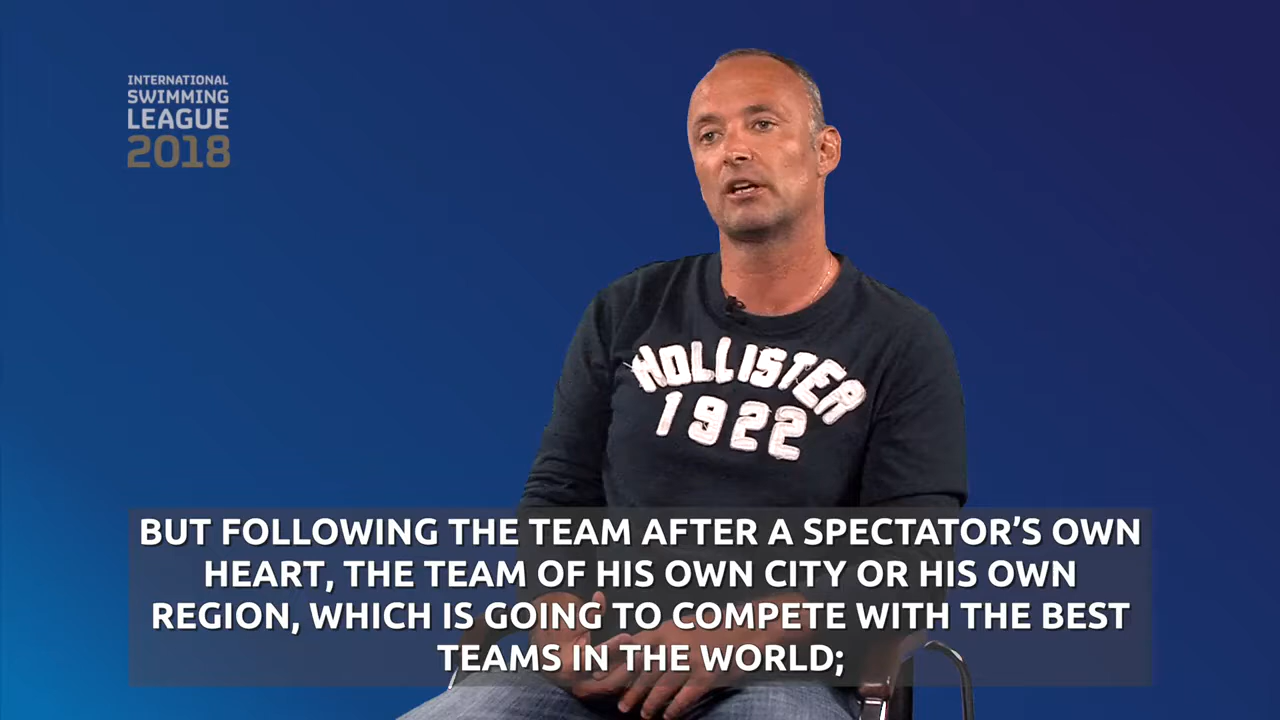 INTERNATIONAL
SWIMMING
LEAGUE
2018
HOLLISTER
1922
BUT FOLLOWING THE TEAM AFTER A SPECTATOR’S OWN
HEART, THE TEAM OF HIS OWN CITY OR HIS OWN
REGION, WHICH IS GOING TO COMPETE WITH THE BEST
TEAMS IN THE WORLD;